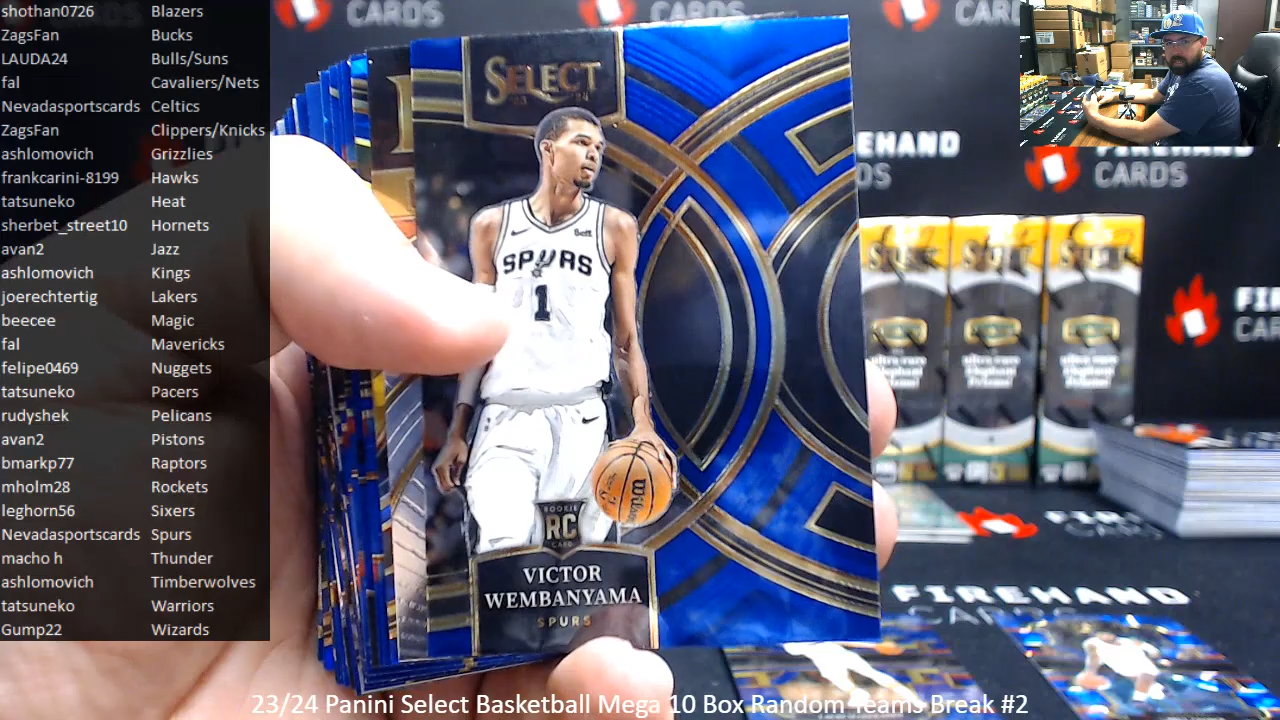 shothan0726 Blazers
ZagsFan Bucks
LAUDA24 Bulls/Suns
fal Cavaliers/Nets
Nevadasportscards Celtics
ZagsFan Clippers/Knicks
ashlomovich Grizzlies
frankcarini-8199 Hawks
tatsuneko Heat
sherbet_street10 Hornets
avan2 Jazz
ashlomovich Kings
joerechtertig Lakers
beecee Magic
fal Mavericks
felipe0469 Nuggets
tatsuneko Pacers
rudyshek Pelicans
avan2 Pistons
bmarkp77 Raptors
mholm28 Rockets
leghorn56 Sixers
Nevadasportscards Spurs
macho h Thunder
ashlomovich Timberwolves
tatsuneko Warriors
Gump22 Wizards
SELECT
SPURS
1
ROOKIE
RC
CARD
VICTOR
WEMBANYAMA
SPURS
CARDS
CARDS
FIREHAND
CARDS
SELECT
SELECT
SELECT
FIREHAND
CARDS
23/24 Panini Select Basketball Mega 10 Box Random Teams Break #2